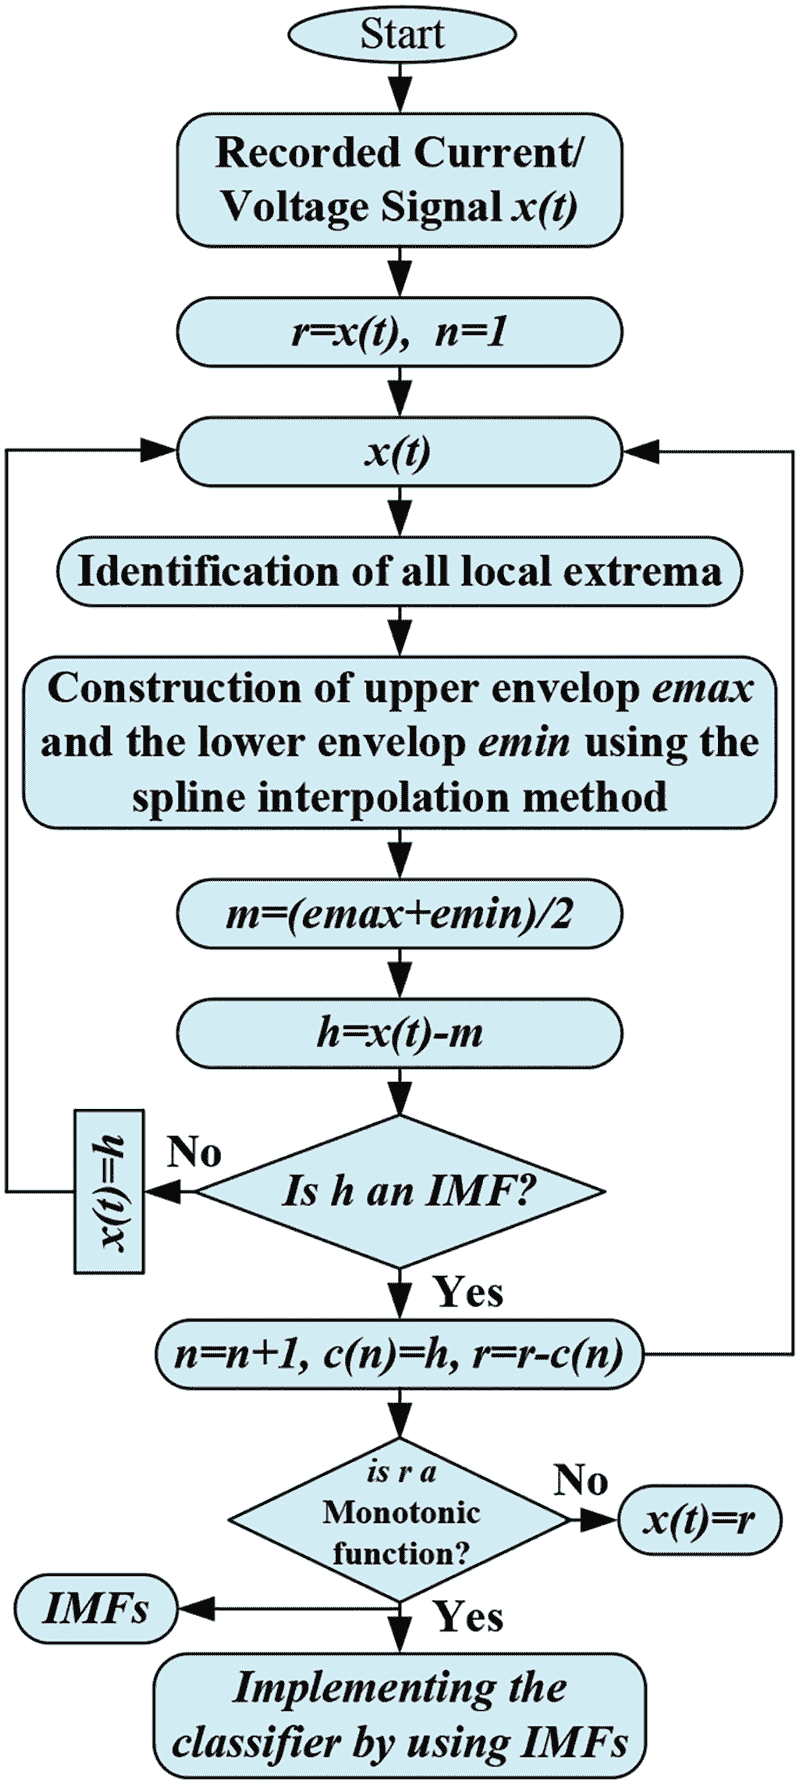 Start
Recorded Current/
Voltage Signal x(t)
r=x(t), n=1
x(t)
Identification of all local extrema
Construction of upper envelop emax
and the lower envelop emin using the
spline interpolation method
m=(emax+emin)/2
h=x(t)-m
Is h an IMF?
No
x(t)=h
Yes
n=n+1, c(n)=h, r=r-c(n)
is r a
Monotonic
function?
No
x(t)=r
IMFs
Yes
Implementing the
classifier by using IMFs